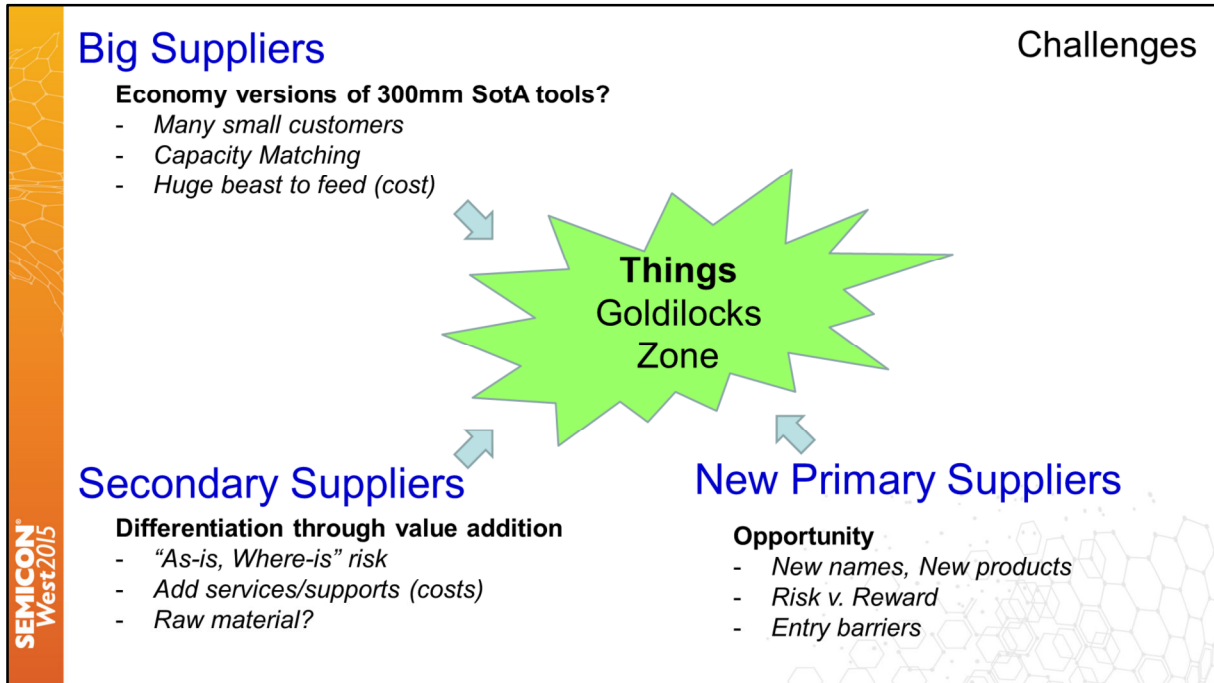 Big Suppliers
Challenges
Economy versions of 300mm SotA tools?
- Many small customers
- Capacity Matching
- Huge beast to feed (cost)
Things
Goldilocks
Zone
Secondary Suppliers
Differentiation through value addition
- “As-is, Where-is” risk
- Add services/supports (costs)
- Raw material?
New Primary Suppliers
Opportunity
- New names, New products
- Risk v. Reward
- Entry barriers
SEMICON®
West2015